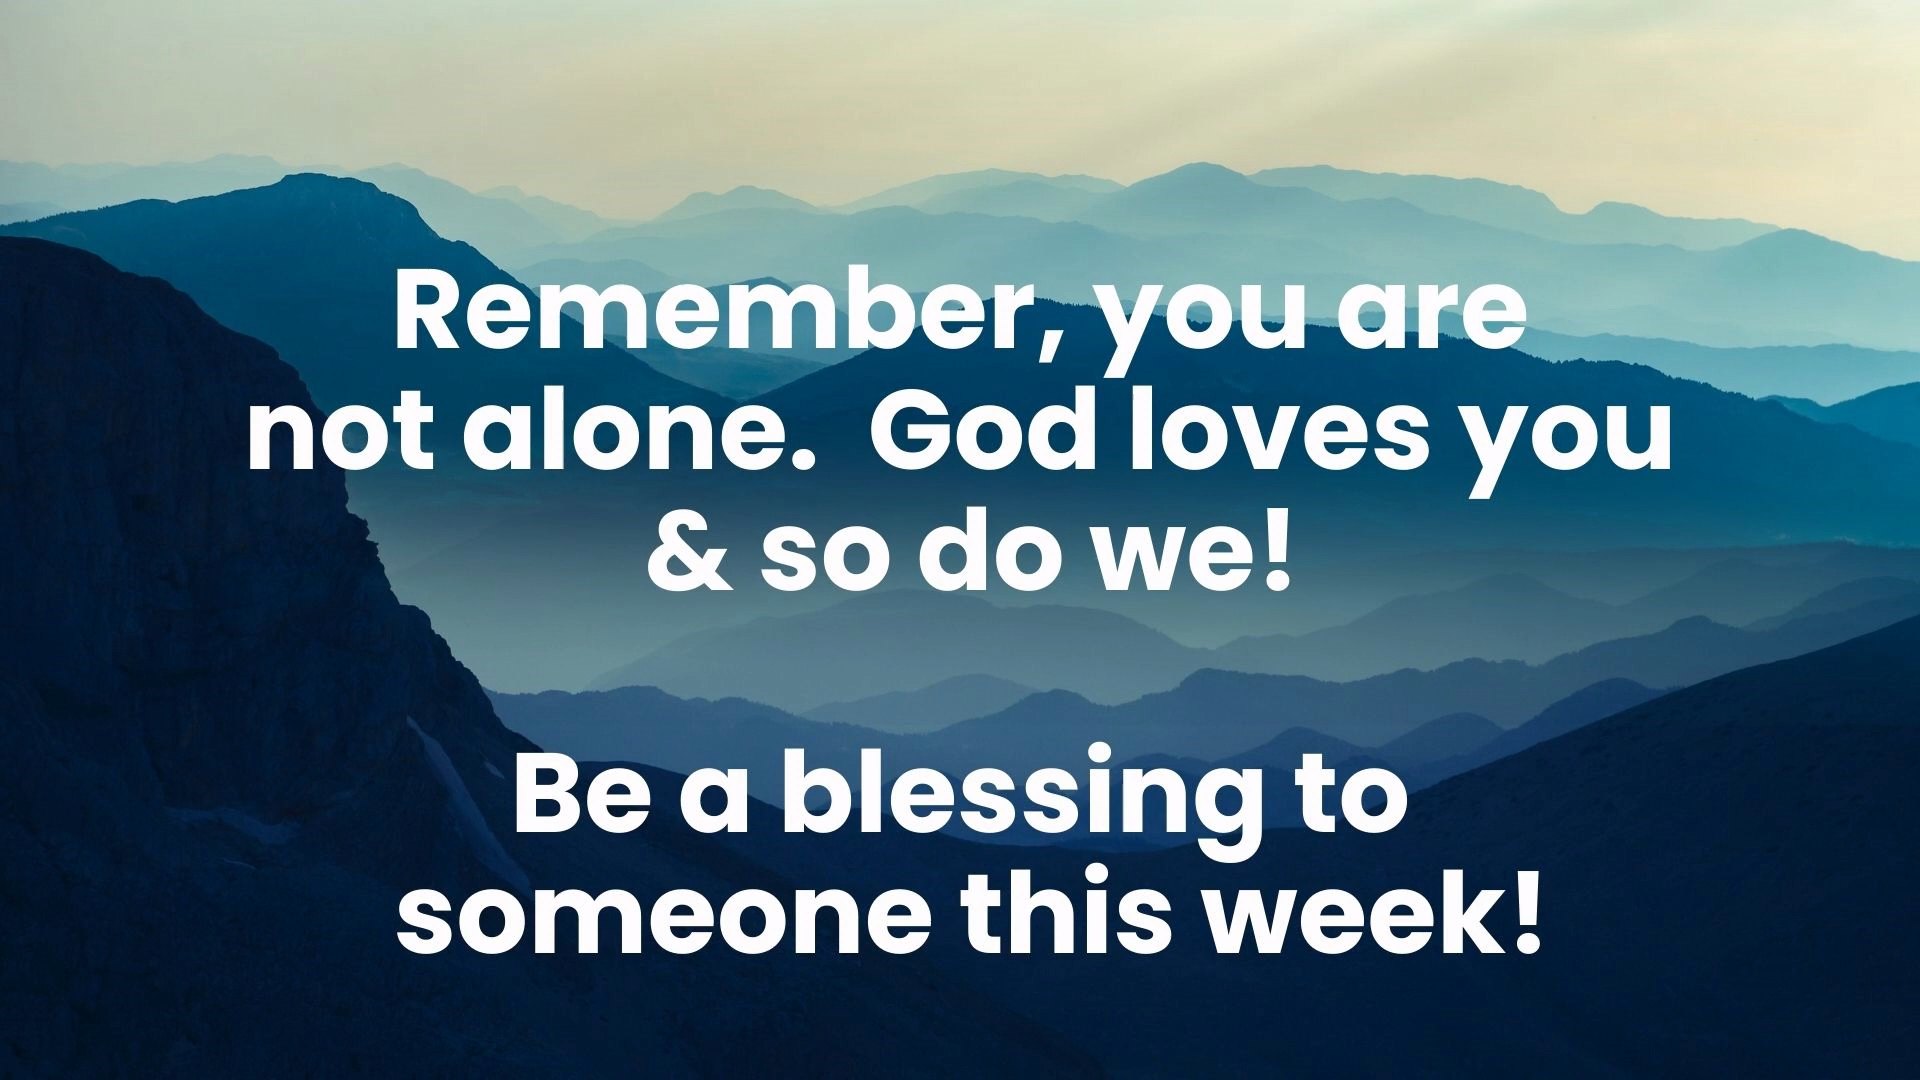 Remember, you are
not alone.  God loves you
& so do we!
Be a blessing to
someone this week!